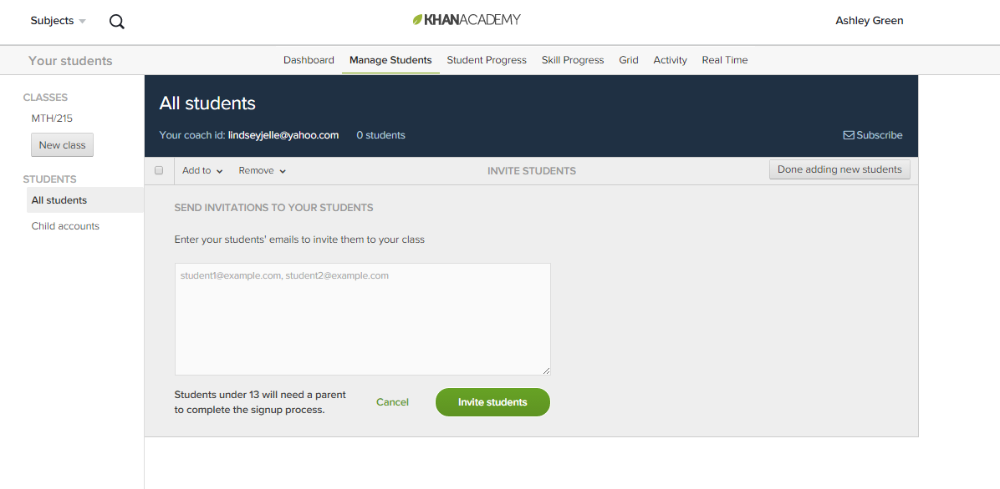 Subjects
KHANACADEMY
Ashley Green
Your students
Dashboard Manage Students Student Progress Skill Progress Grid Activity Real Time
CLASSES
MTH/215
New class
STUDENTS
All students
Child accounts
All students
Your coach id: lindseyjelle@yahoo.com 0 students
Subscribe
Add to Remove INVITE STUDENTS Done adding new students
SEND INVITATIONS TO YOUR STUDENTS
Enter your students' emails to invite them to your class
student1@example.com, student2@example.com
Students under 13 will need a parent
to complete the signup process.
Cancel
Invite students